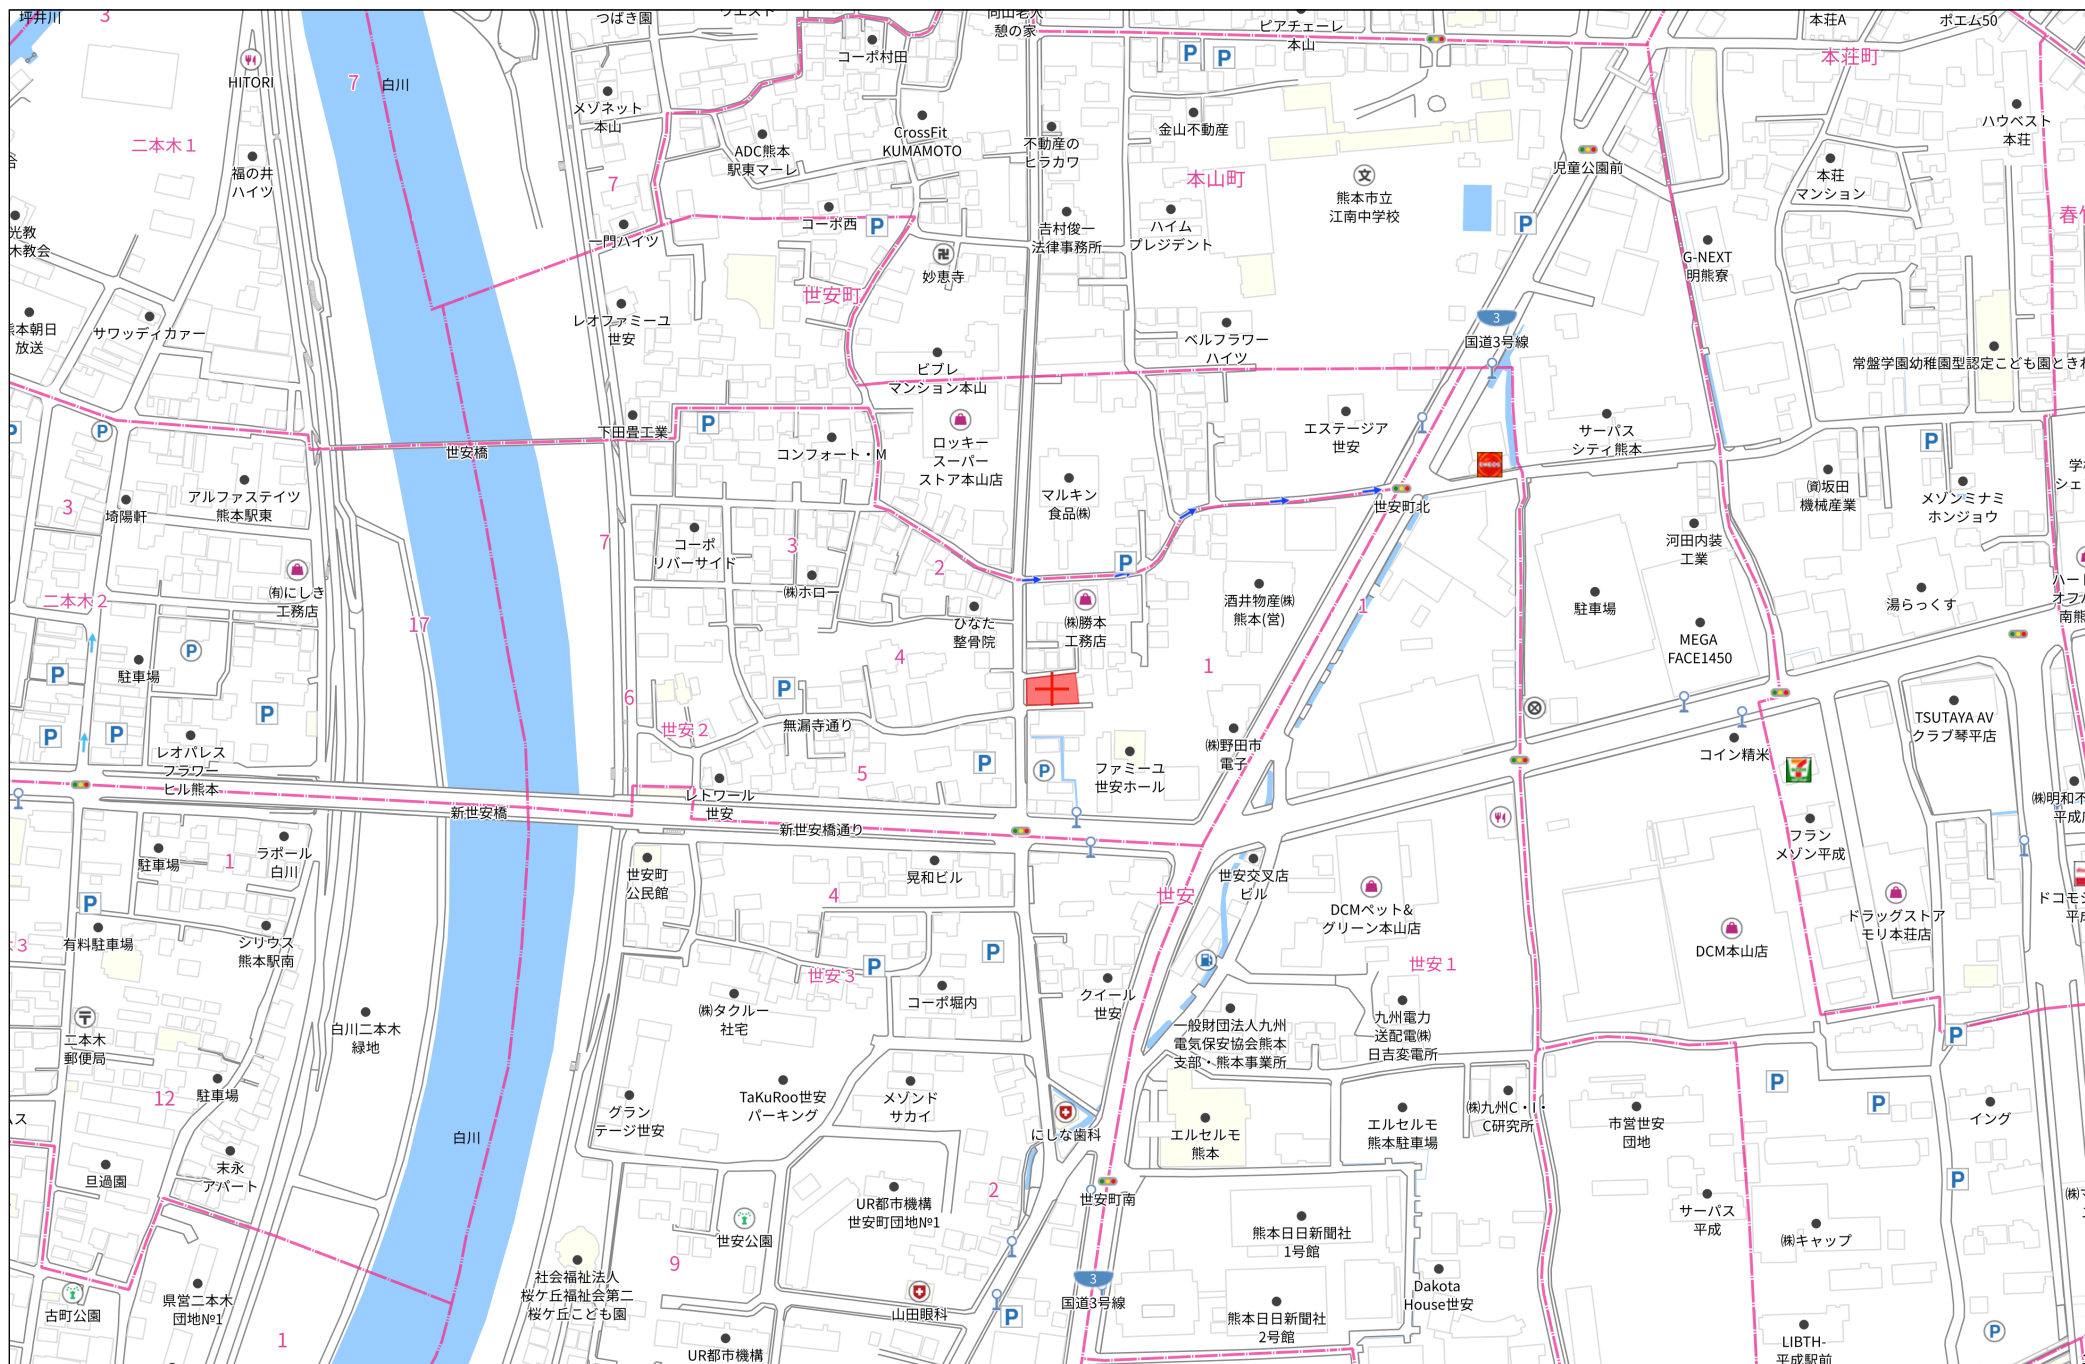 坪井川
3
つばき園
憩の家
ピアチェーレ
本山
本荘A
ポエム50
HITORI
7
白川
コーポ村田
P
P
本荘町
メゾネット
本山
CrossFit
KUMAMOTO
金山不動産
ハウベスト
本荘
二本木1
ADC熊本
駅東マーレ
不動産の
ヒラカワ
児童公園前
福の井
ハイツ
7
本山町
熊本市立
江南中学校
本荘
マンション
光教
木教会
一門ハイツ
コーポ西
P
吉村俊一
法律事務所
ハイム
プレジデント
P
G-NEXT
明熊寮
妙恵寺
世安町
サワッディカァー
レオファミーユ
世安
3
国道3号線
本朝日
放送
ベルフラワー
ハイツ
常盤学園幼稚園型認定こども園ときわ
ビブレ
マンション本山
P
下田畳工業
P
コンフォート・M
ロッキー
スーパー
ストア本山店
エステージア
世安
サーパス
シティ熊本
P
世安橋
ENEOS
アルファステイツ
熊本駅東
3
埼陽軒
マルキン
食品㈱
世安町北
㈾坂田
機械産業
メゾンミナミ
ホンジョウ
7
コーポ
リバーサイド
3
河田内装
工業
2
P
㈲にしき
工務店
㈱ホロー
二本木2
17
ひなた
整骨院
㈱勝本
工務店
酒井物産㈱
熊本(営)
1
駐車場
湯らっくす
P
MEGA
FACE1450
4
1
P
駐車場
P
6
P
世安2
無漏寺通り
P
P
レオパレス
フラワー
ヒル熊本
㈱野田市
電子
TSUTAYA AV
クラブ琴平店
コイン精米
5
P
P
ファミーユ
世安ホール
レトワール
世安
新世安橋
新世安橋通り
㈱明和不
フラン
メゾン平成
駐車場
1
ラポール
白川
世安町
公民館
晃和ビル
世安交叉店
ビル
4
世安
DCMペット&
グリーン本山店
P
有料駐車場
シリウス
熊本駅南
3
P
P
世安3
世安1
DCM本山店
ドラッグストア
モリ本荘店
㈱タクルー
社宅
コーポ堀内
クイール
世安
一般財団法人九州
電気保安協会熊本
支部・熊本事業所
九州電力
送配電㈱
日吉変電所
P
二本木
郵便局
白川二本木
緑地
駐車場
12
TaKuRoo世安
パーキング
メゾンド
サカイ
グラン
テージ世安
にしな歯科
エルセルモ
熊本
エルセルモ
熊本駐車場
㈱九州C・I・
C研究所
市営世安
団地
P
P
イング
白川
末永
アパート
旦過園
2
世安町南
UR都市機構
世安町団地№1
P
サーパス
平成
世安公園
熊本日日新聞社
1号館
㈱キャップ
9
社会福祉法人
桜ケ丘福祉会第二
桜ケ丘こども園
3
国道3号線
Dakota
House世安
県営二本木
団地№1
古町公園
山田眼科
P
熊本日日新聞社
2号館
P
1
UR都市機構
LIBTH-
平成駅前